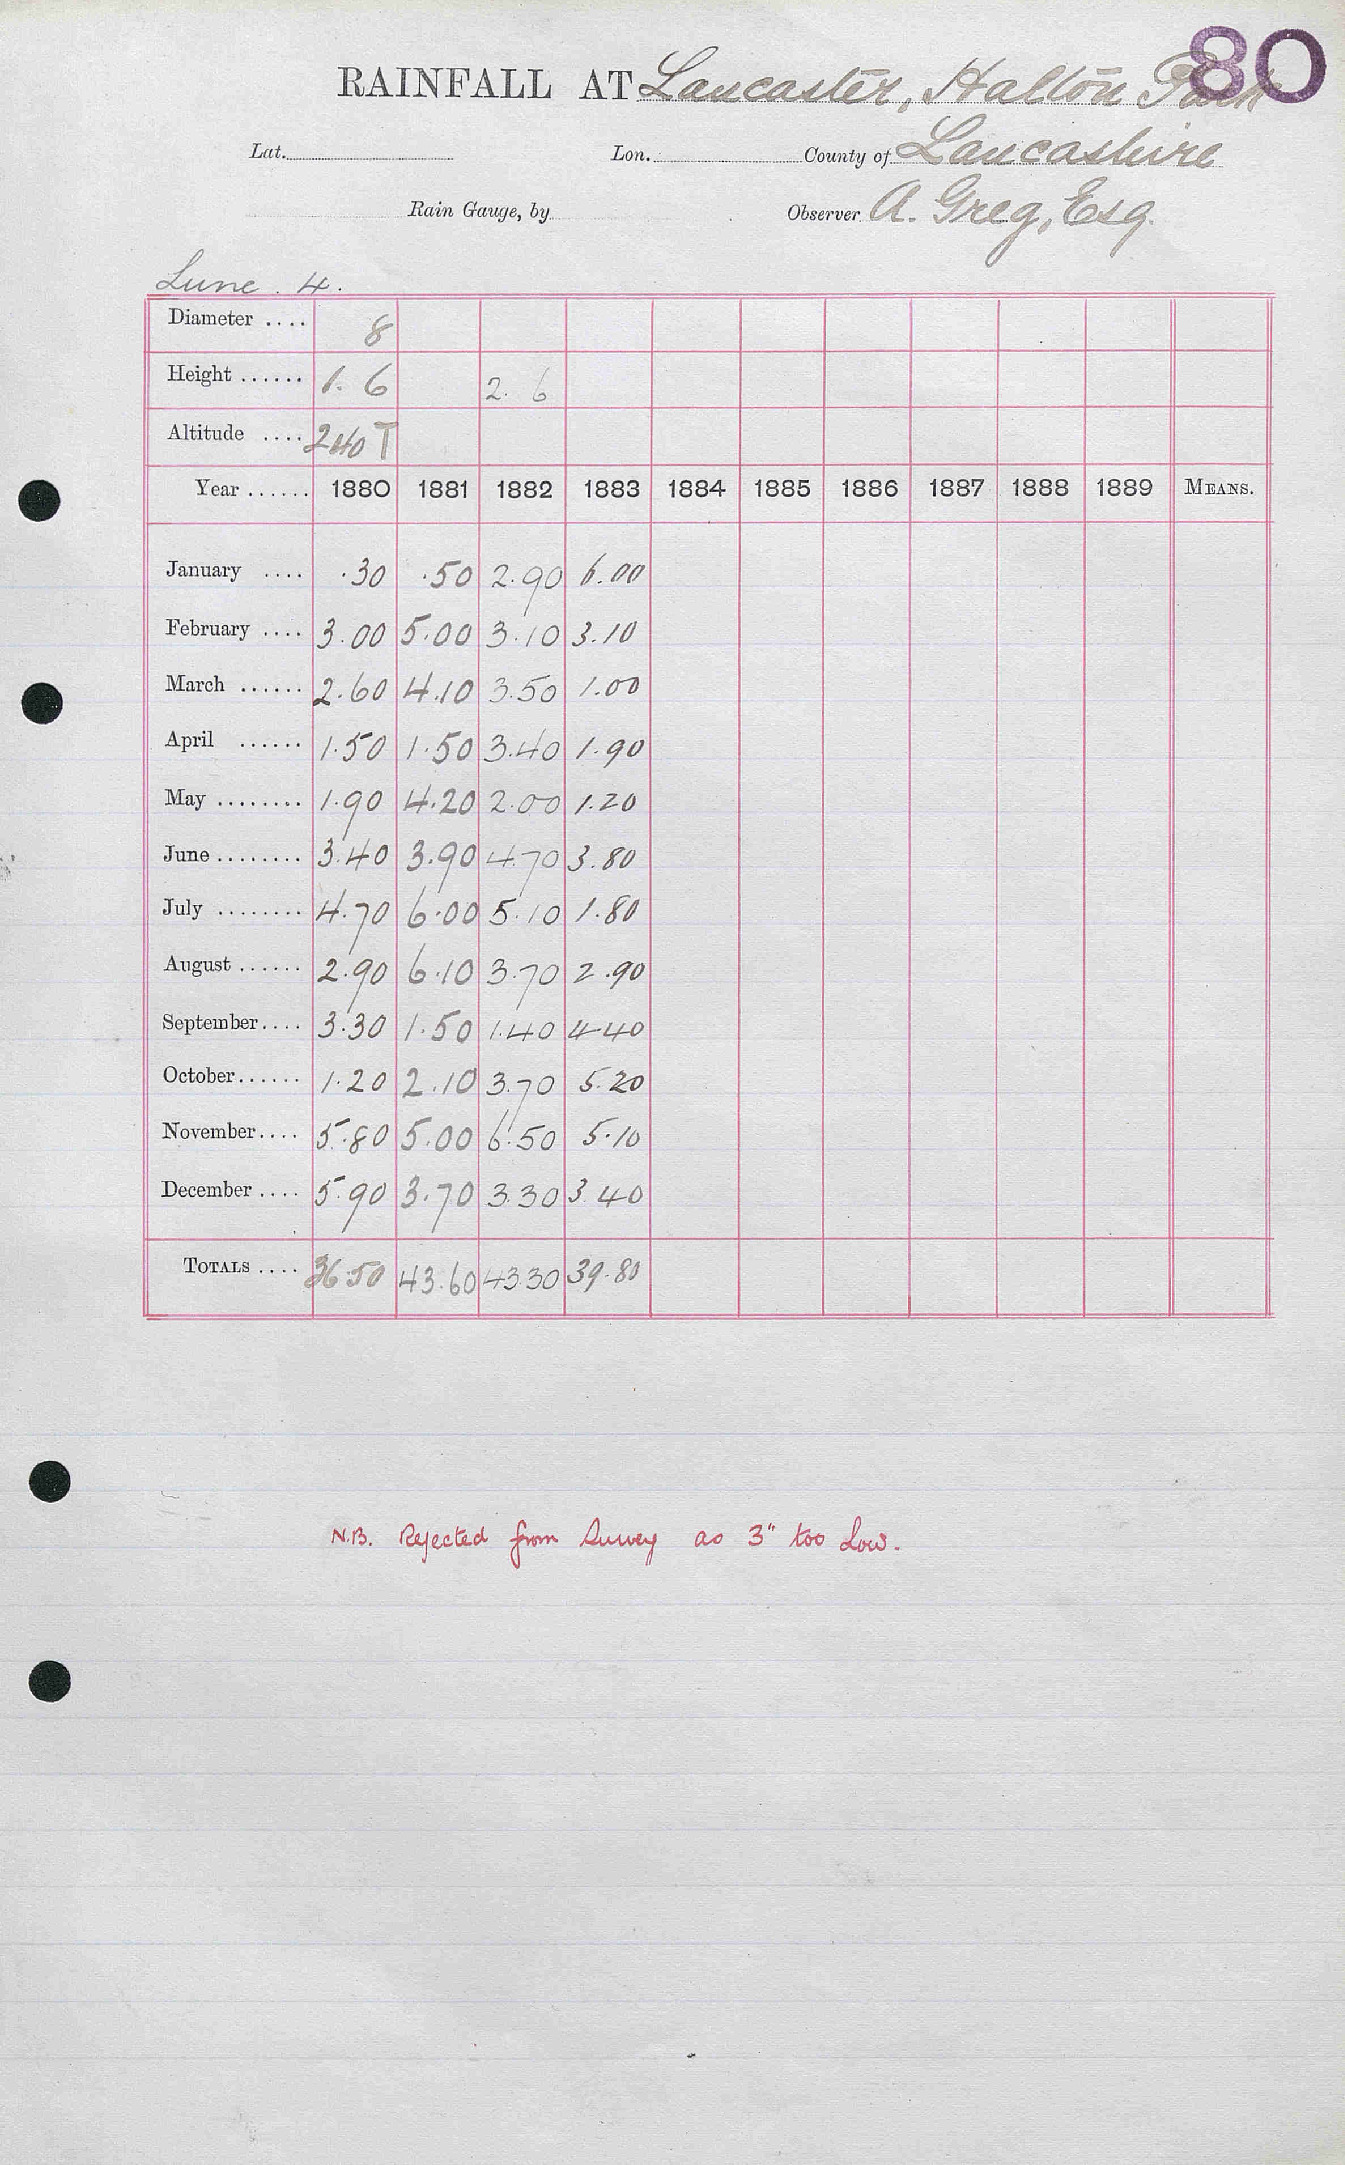 80
RAINFALL AT Lancaster, Halton Park
Lat. Lon. County of Lancashire
Rain Gauge, by Observer A. Greg, Esq.
Lune. 4.
Diameter .... 8
Height ...... 1. 6 2. 6
Altitude .... 240 T
Year ...... 1880 1881 1882 1883 1884 1885 1886 1887 1888 1889 MEANS.
January .... .30 .50 2.90 6.00
February .... 3.00 5.00 3.10 3.10
March ...... 2.60 4.10 3.50 1.00
April ...... 1.50 1.50 3.40 1.90
May ........ 1.90 4.20 2.00 1.20
June ........ 3.40 3.90 4.70 3.80
July ........ 4.70 6.00 5.10 1.80
August ...... 2.90 6.10 3.70 2.90
September.... 3.30 1.50 1.40 4.40
October...... 1.20 2.10 3.70 5.20
November.... 5.80 5.00 6.50 5.10
December .... 5.90 3.70 3.30 3.40
TOTALS .... 36.50 43.60 43.30 39.80
N.B. Rejected from Survey as 3" too Low.